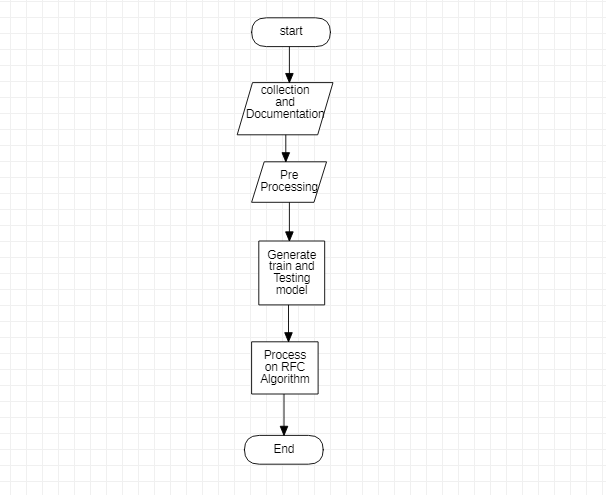 start
collection
and
Documentation
Pre
Processing
Generate
train and
Testing
model
Process
on RFC
Algorithm
End